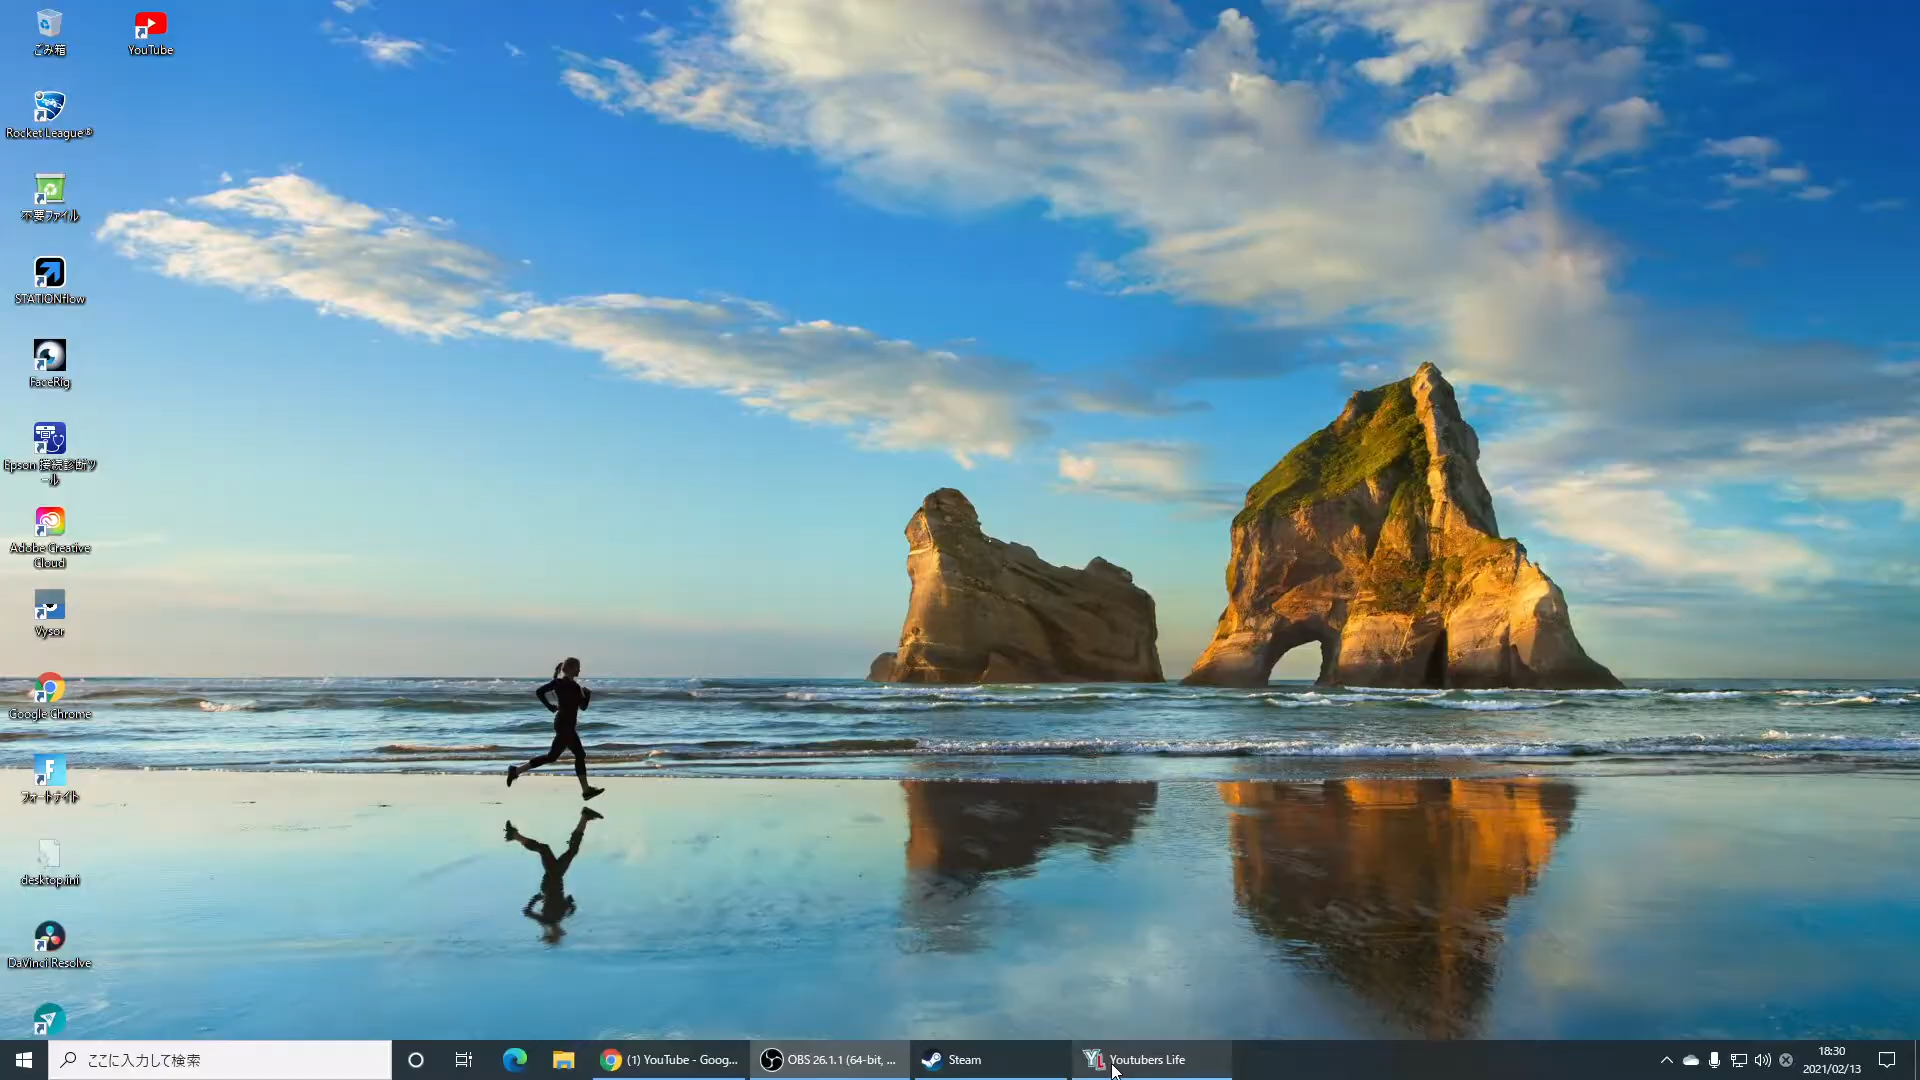 ごみ箱
YouTube
Rocket League®
不要ファイル
STATIONflow
FaceRig
Epson 接続診断ツ
ール
Adobe Creative
Cloud
Vysor
Google Chrome
フォートナイト
desktop.ini
DaVinci Resolve
ここに入力して検索
(1) YouTube - Goog...
OBS 26.1.1 (64-bit, ...
Steam
Youtubers Life
18:30
2021/02/13